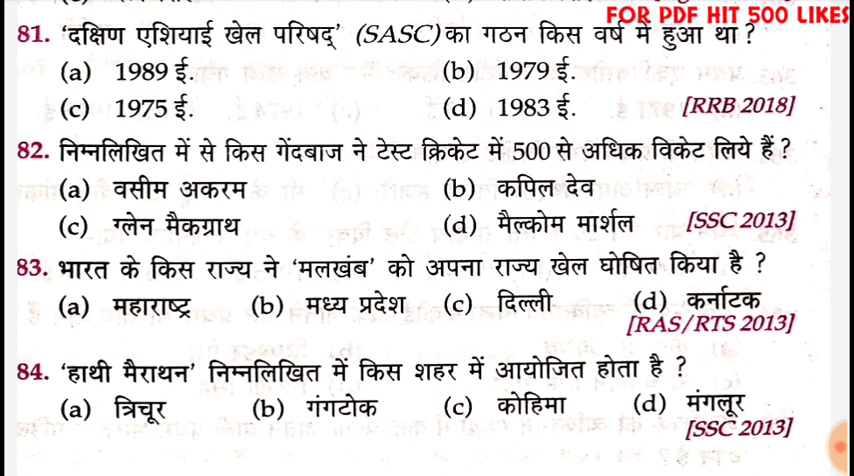 FOR PDF HIT 500 LIKES
81. ‘दक्षिण एशियाई खेल परिषद्’ (SASC) का गठन किस वर्ष में हुआ था?
(a) 1989 ई. (b) 1979 ई.
(c) 1975 ई. (d) 1983 ई. [RRB 2018]
82. निम्नलिखित में से किस गेंदबाज ने टेस्ट क्रिकेट में 500 से अधिक विकेट लिये हैं?
(a) वसीम अकरम (b) कपिल देव
(c) ग्लेन मैकग्राथ (d) मैल्कोम मार्शल [SSC 2013]
83. भारत के किस राज्य ने ‘मलखंब’ को अपना राज्य खेल घोषित किया है ?
(a) महाराष्ट्र (b) मध्य प्रदेश (c) दिल्ली (d) कर्नाटक
[RAS/RTS 2013]
84. ‘हाथी मैराथन’ निम्नलिखित में किस शहर में आयोजित होता है ?
(a) त्रिचूर (b) गंगटोक (c) कोहिमा (d) मंगलूर
[SSC 2013]